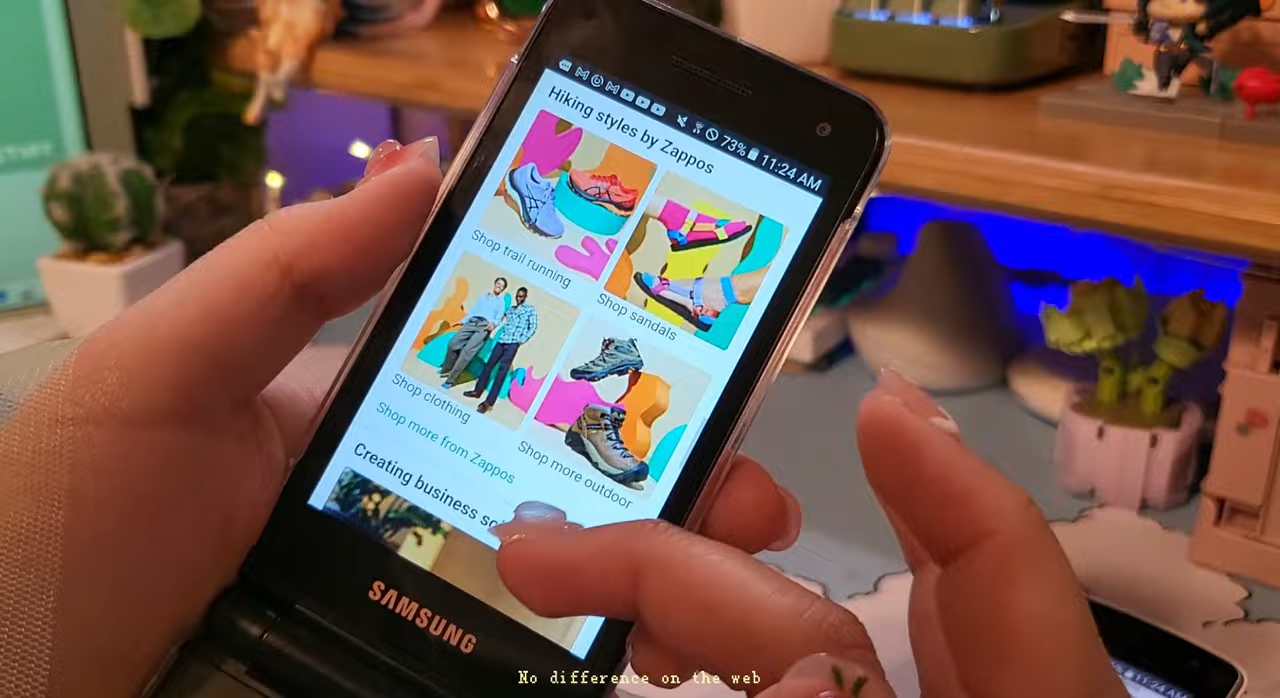 73% 11:24 AM
Hiking styles by Zappos
Shop trail running
Shop sandals
Shop clothing
Shop more outdoor
Shop more from Zappos
Creating business
SAMSUNG
No difference on the web